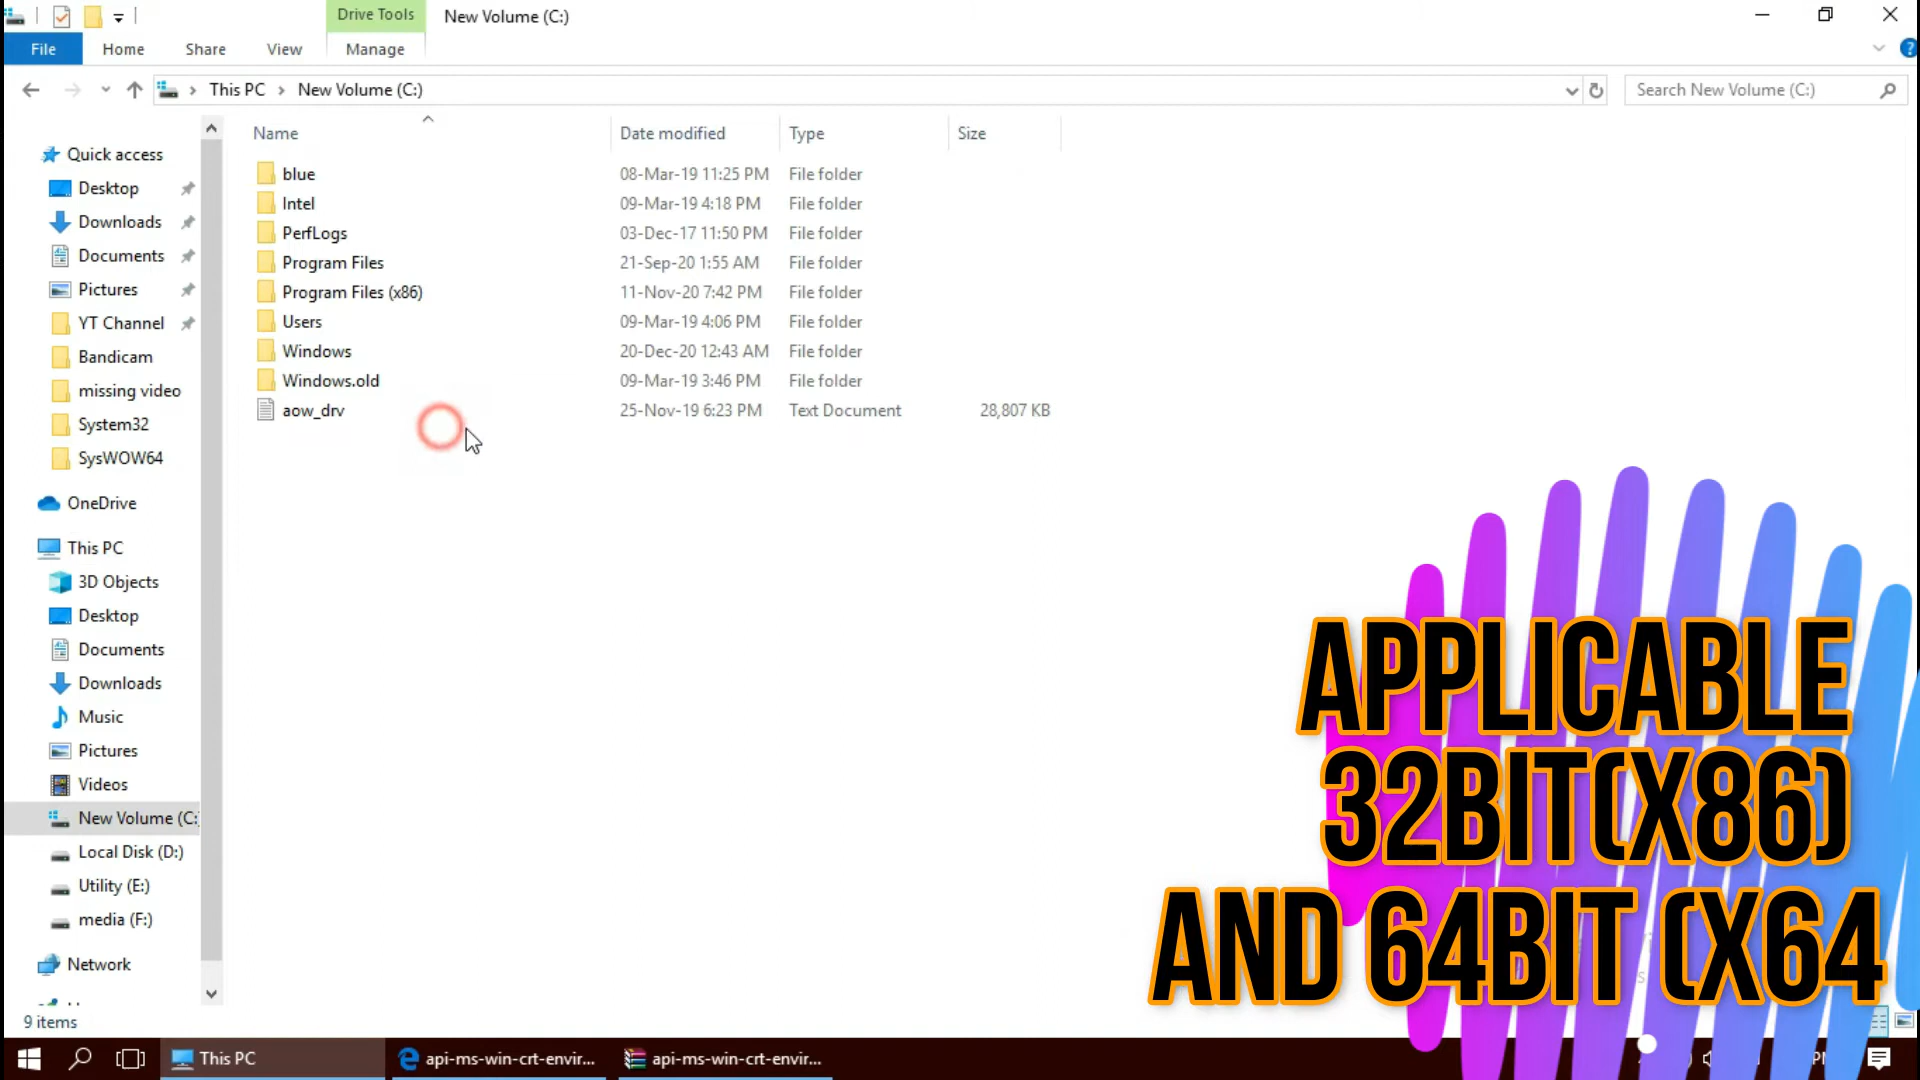 Drive Tools
New Volume (C:)
File
Home
Share
View
Manage
This PC
New Volume (C:)
Search New Volume (C:)
Name
Date modified
Type
Size
blue
08-Mar-19 11:25 PM
File folder
Intel
09-Mar-19 4:18 PM
File folder
PerfLogs
03-Dec-17 11:50 PM
File folder
Program Files
21-Sep-20 1:55 AM
File folder
Program Files (x86)
11-Nov-20 7:42 PM
File folder
Users
09-Mar-19 4:06 PM
File folder
Windows
20-Dec-20 12:43 AM
File folder
Windows.old
09-Mar-19 3:46 PM
File folder
aow_drv
25-Nov-19 6:23 PM
Text Document
28,807 KB
Quick access
Desktop
Downloads
Documents
Pictures
YT Channel
Bandicam
missing video
System32
SysWOW64
OneDrive
This PC
3D Objects
Desktop
Documents
Downloads
Music
Pictures
Videos
New Volume (C:
Local Disk (D:)
Utility (E:)
media (F:)
Network
9 items
APPLICABLE
32BIT(X86)
AND 64BIT (X64
This PC
api-ms-win-crt-envir...
api-ms-win-crt-envir...